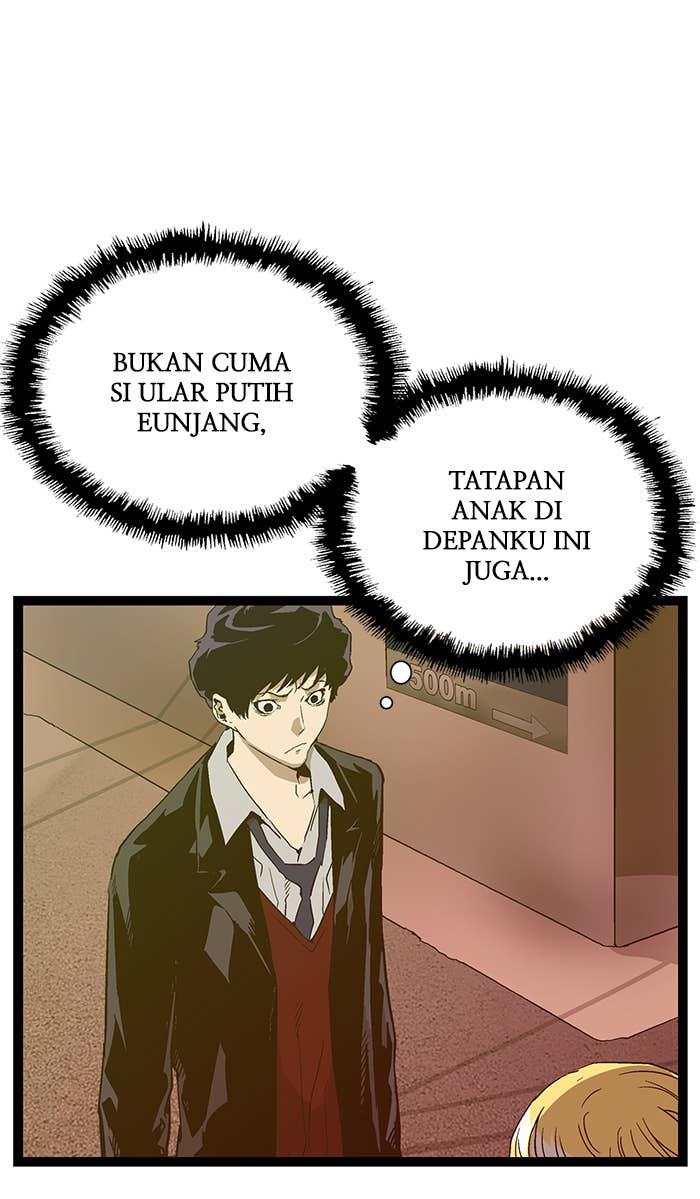 BUKAN CUMA
SI ULAR PUTIH
EUNJANG,
TATAPAN
ANAK DI
DEPANKU INI
JUGA...
500m